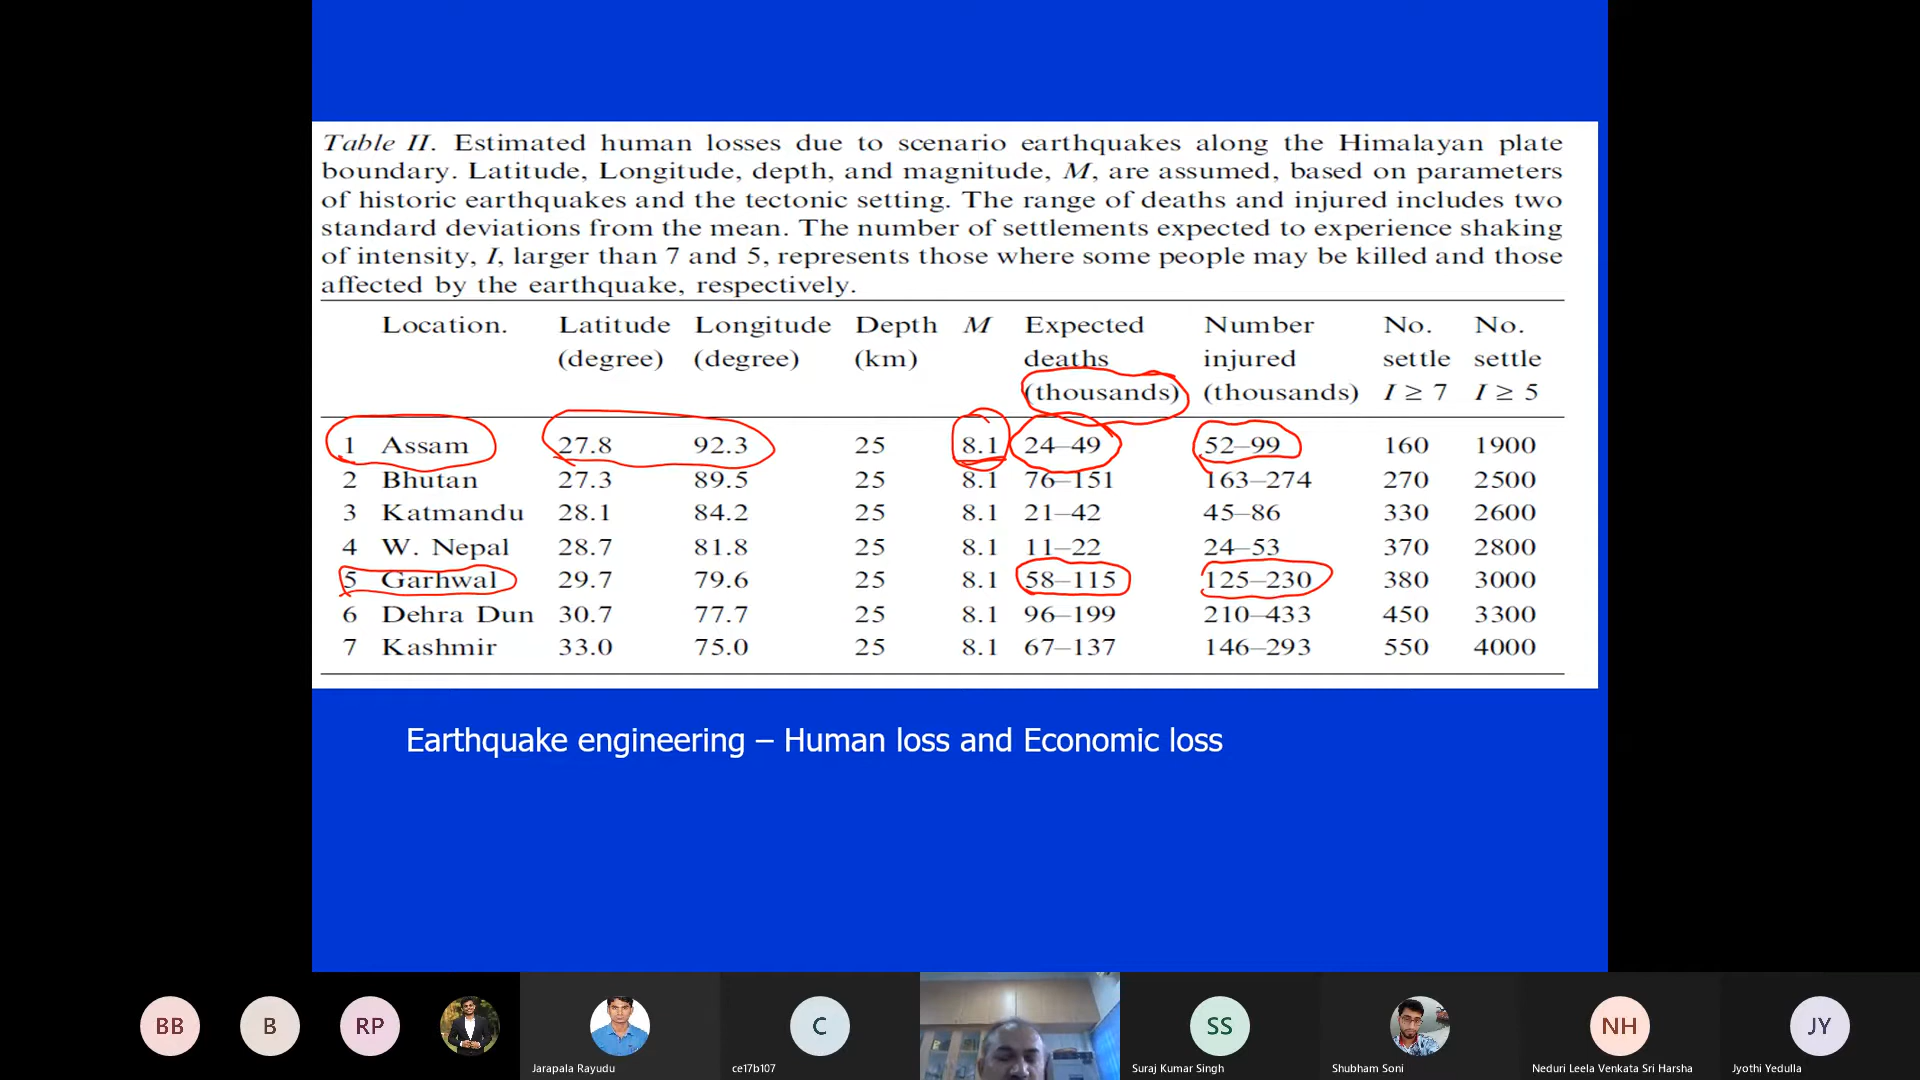 Table II. Estimated human losses due to scenario earthquakes along the Himalayan plate
boundary. Latitude, Longitude, depth, and magnitude, M, are assumed, based on parameters
of historic earthquakes and the tectonic setting. The range of deaths and injured includes two
standard deviations from the mean. The number of settlements expected to experience shaking
of intensity, I, larger than 7 and 5, represents those where some people may be killed and those
affected by the earthquake, respectively.
Location. Latitude Longitude Depth M Expected Number No. No.
(degree) (degree) (km) deaths injured settle settle
(thousands) (thousands) I ≥ 7 I ≥ 5
1 Assam 27.8 92.3 25 8.1 24–49 52–99 160 1900
2 Bhutan 27.3 89.5 25 8.1 76–151 163–274 270 2500
3 Katmandu 28.1 84.2 25 8.1 21–42 45–86 330 2600
4 W. Nepal 28.7 81.8 25 8.1 11–22 24–53 370 2800
5 Garhwal 29.7 79.6 25 8.1 58–115 125–230 380 3000
6 Dehra Dun 30.7 77.7 25 8.1 96–199 210–433 450 3300
7 Kashmir 33.0 75.0 25 8.1 67–137 146–293 550 4000
Earthquake engineering – Human loss and Economic loss
BB B RP C SS NH JY
Jarapala Rayudu ce17b107 Suraj Kumar Singh Shubham Soni Neduri Leela Venkata Sri Harsha Jyothi Yedulla